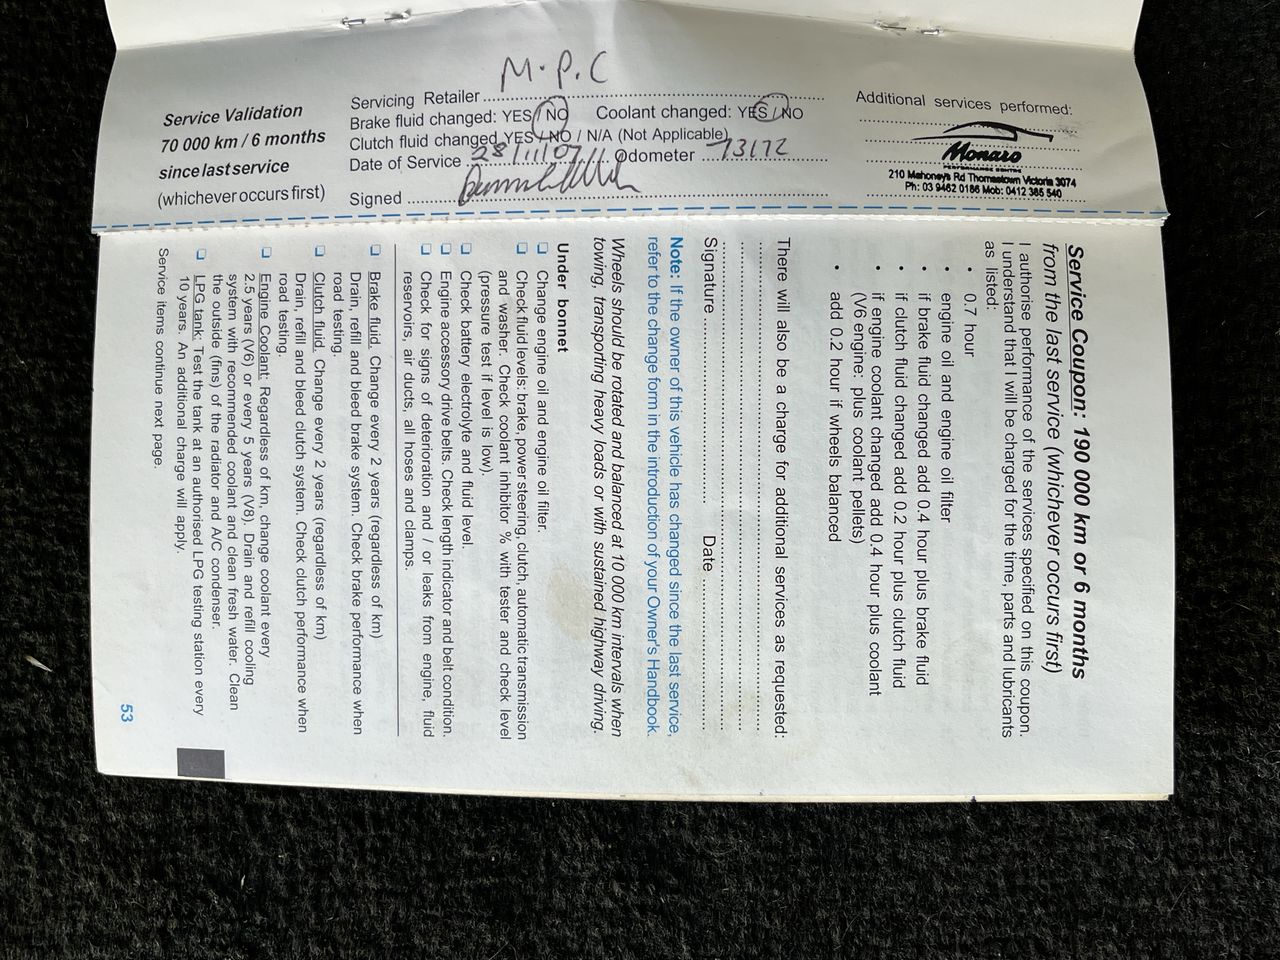 M.P.C
Service Validation
70 000 km / 6 months
since last service
(whichever occurs first)
Servicing Retailer
Brake fluid changed: YES / NO Coolant changed: YES / NO
Clutch fluid changed YES / NO / N/A (Not Applicable)
Date of Service 28/11/07 Odometer 73172
Signed
Additional services performed:
Monaro
PERFORMANCE CENTRE
210 Mahoneys Rd Thomastown Victoria 3074
Ph: 03 9462 0186 Mob: 0412 385 540
Service Coupon: 190 000 km or 6 months
from the last service (whichever occurs first)
I authorise performance of the services specified on this coupon.
I understand that I will be charged for the time, parts and lubricants
as listed:
• 0.7 hour
• engine oil and engine oil filter
• if brake fluid changed add 0.4 hour plus brake fluid
• if clutch fluid changed add 0.2 hour plus clutch fluid
• if engine coolant changed add 0.4 hour plus coolant
(V6 engine: plus coolant pellets)
• add 0.2 hour if wheels balanced
There will also be a charge for additional services as requested:
Signature Date
Note: If the owner of this vehicle has changed since the last service,
refer to the change form in the introduction of your Owner's Handbook.
Wheels should be rotated and balanced at 10 000 km intervals when
towing, transporting heavy loads or with sustained highway driving.
Under bonnet
❏ Change engine oil and engine oil filter.
❏ Check fluid levels: brake, power steering, clutch, automatic transmission
and washer. Check coolant inhibitor % with tester and check level
(pressure test if level is low).
❏ Check battery electrolyte and fluid level.
❏ Engine accessory drive belts. Check length indicator and belt condition.
❏ Check for signs of deterioration and / or leaks from engine, fluid
reservoirs, air ducts, all hoses and clamps.
❏ Brake fluid. Change every 2 years (regardless of km)
Drain, refill and bleed brake system. Check brake performance when
road testing.
❏ Clutch fluid. Change every 2 years (regardless of km)
Drain, refill and bleed clutch system. Check clutch performance when
road testing.
❏ Engine Coolant: Regardless of km, change coolant every
2.5 years (V6) or every 5 years (V8). Drain and refill cooling
system with recommended coolant and clean fresh water. Clean
the outside (fins) of the radiator and A/C condenser.
❏ LPG tank: Test the tank at an authorised LPG testing station every
10 years. An additional charge will apply.
Service items continue next page.
53